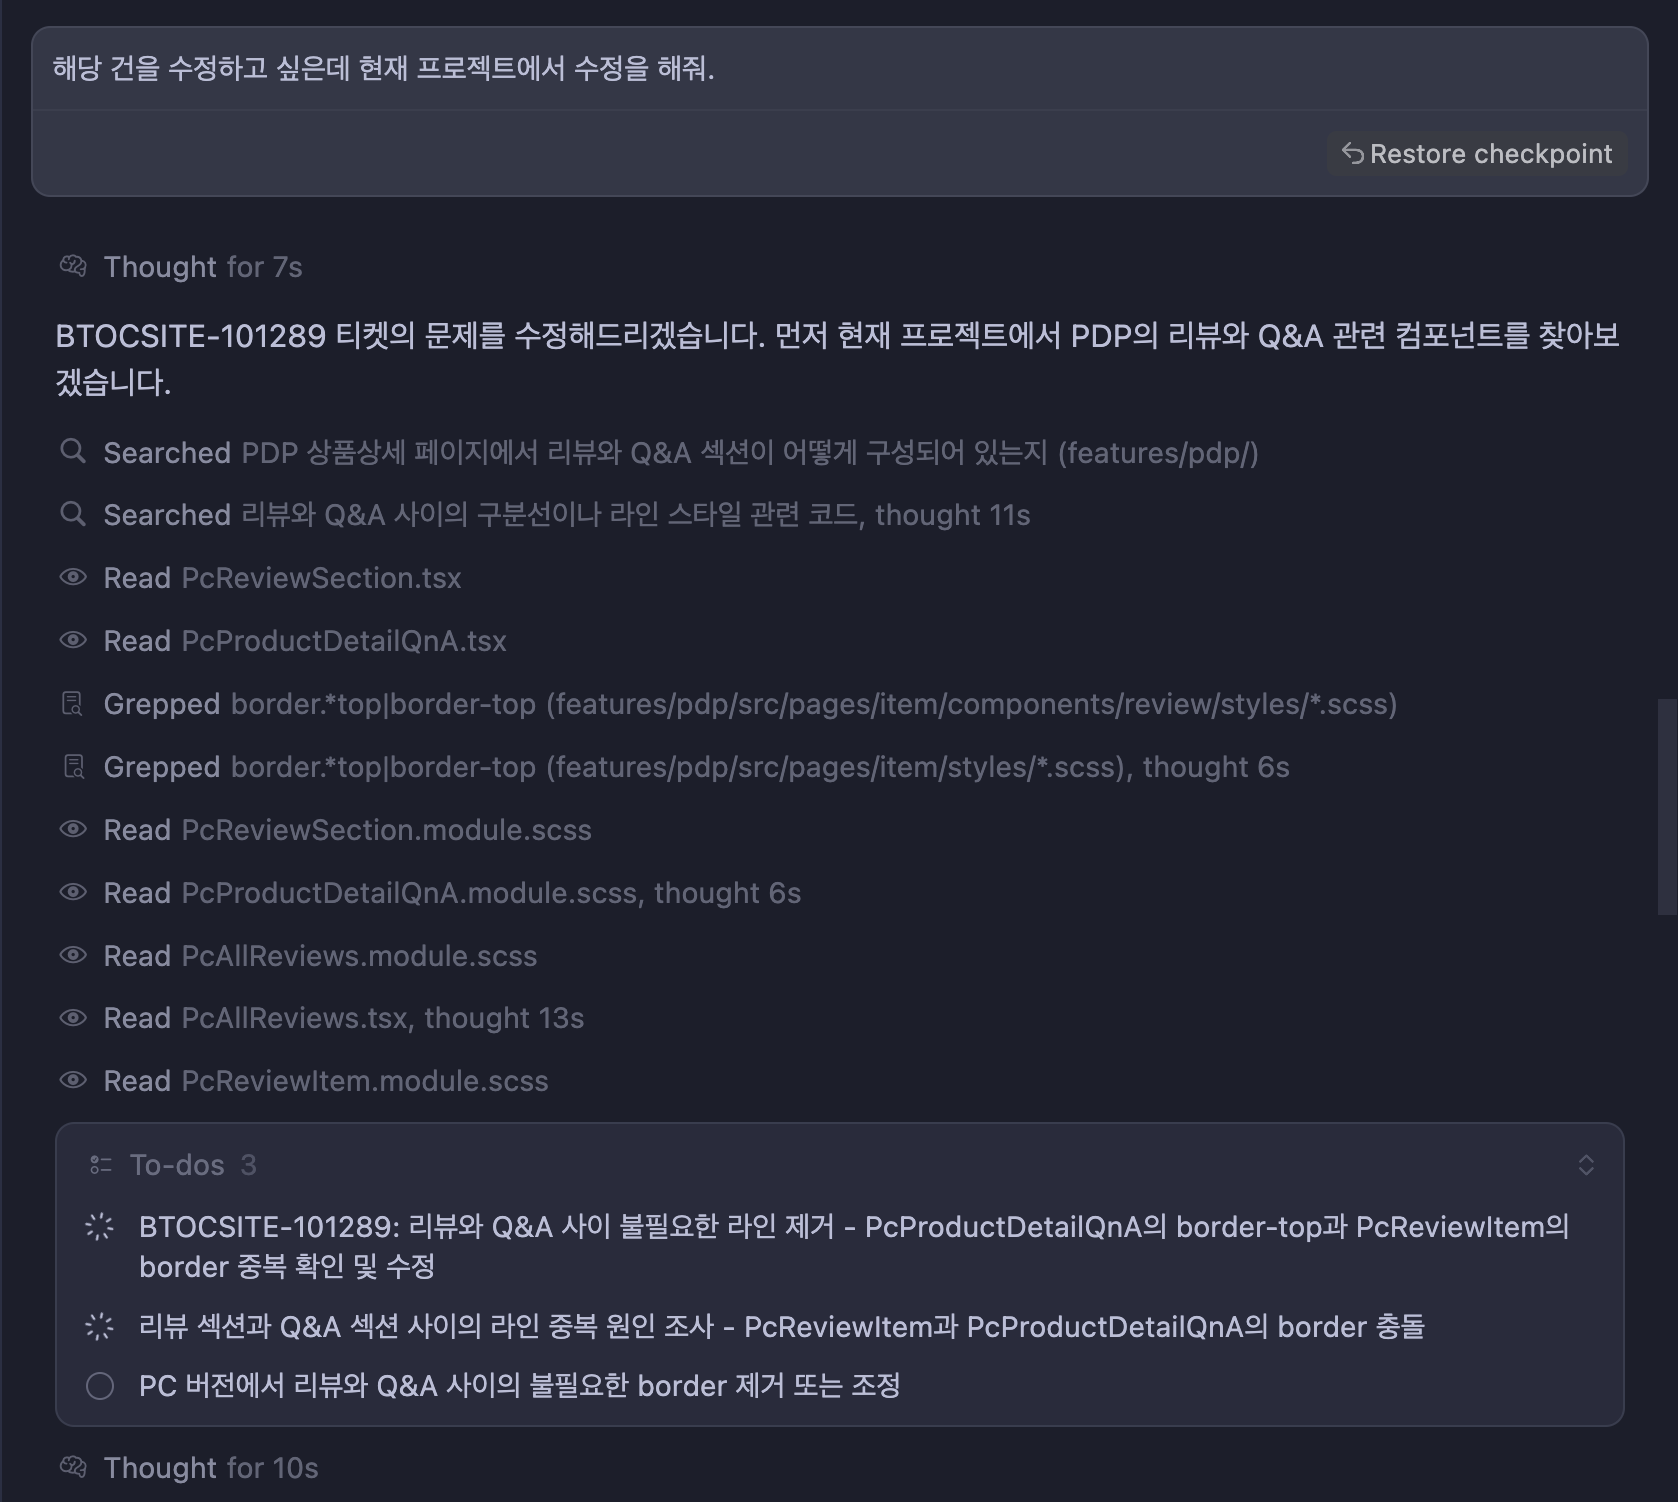 해당 건을 수정하고 싶은데 현재 프로젝트에서 수정을 해줘.
Restore checkpoint
Thought for 7s
BTOCSITE-101289 티켓의 문제를 수정해드리겠습니다. 먼저 현재 프로젝트에서 PDP의 리뷰와 Q&A 관련 컴포넌트를 찾아보
겠습니다.
Searched PDP 상품상세 페이지에서 리뷰와 Q&A 섹션이 어떻게 구성되어 있는지 (features/pdp/)
Searched 리뷰와 Q&A 사이의 구분선이나 라인 스타일 관련 코드, thought 11s
Read PcReviewSection.tsx
Read PcProductDetailQnA.tsx
Grepped border.*top|border-top (features/pdp/src/pages/item/components/review/styles/*.scss)
Grepped border.*top|border-top (features/pdp/src/pages/item/styles/*.scss), thought 6s
Read PcReviewSection.module.scss
Read PcProductDetailQnA.module.scss, thought 6s
Read PcAllReviews.module.scss
Read PcAllReviews.tsx, thought 13s
Read PcReviewItem.module.scss
To-dos 3
BTOCSITE-101289: 리뷰와 Q&A 사이 불필요한 라인 제거 - PcProductDetailQnA의 border-top과 PcReviewItem의
border 중복 확인 및 수정
리뷰 섹션과 Q&A 섹션 사이의 라인 중복 원인 조사 - PcReviewItem과 PcProductDetailQnA의 border 충돌
PC 버전에서 리뷰와 Q&A 사이의 불필요한 border 제거 또는 조정
Thought for 10s